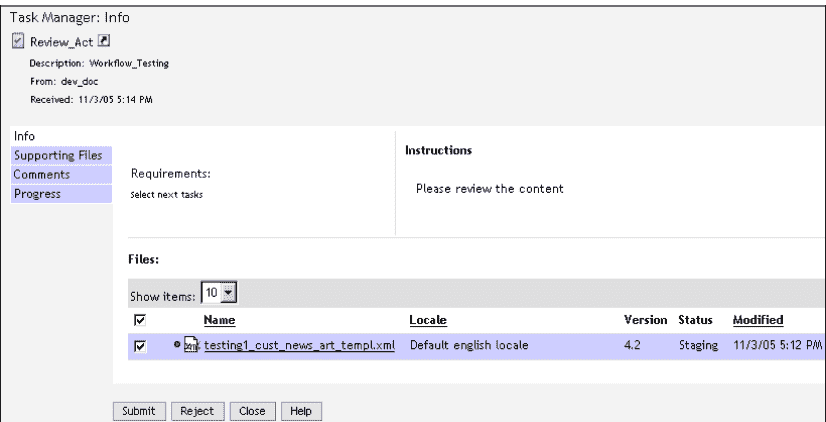 Task Manager: Info
Review_Act
Description: Workflow_Testing
From: dev_doc
Received: 11/3/05 5:14 PM
Info
Supporting Files
Comments
Progress
Requirements:
Select next tasks
Instructions
Please review the content
Files:
Show items: 10
Name Locale Version Status Modified
testing1_cust_news_art_templ.xml Default english locale 4.2 Staging 11/3/05 5:12 PM
Submit Reject Close Help